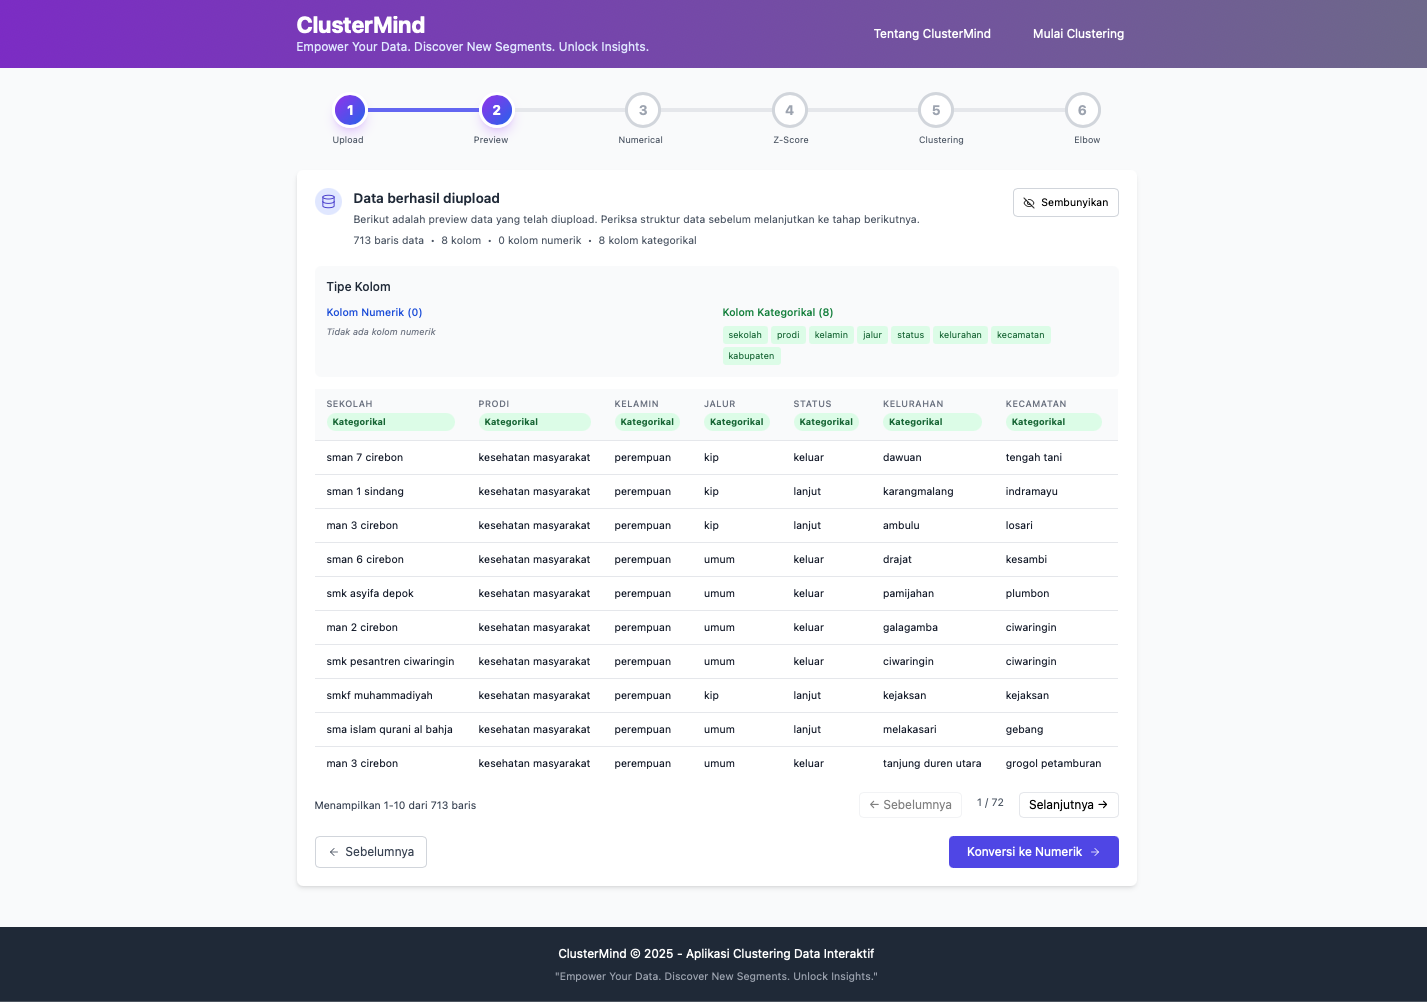 ClusterMind
Empower Your Data. Discover New Segments. Unlock Insights.
Tentang ClusterMind
Mulai Clustering
1
2
3
4
5
6
Upload
Preview
Numerical
Z-Score
Clustering
Elbow
Data berhasil diupload
Berikut adalah preview data yang telah diupload. Periksa struktur data sebelum melanjutkan ke tahap berikutnya.
713 baris data • 8 kolom • 0 kolom numerik • 8 kolom kategorikal
Sembunyikan
Tipe Kolom
Kolom Numerik (0)
Tidak ada kolom numerik
Kolom Kategorikal (8)
sekolah prodi kelamin jalur status kelurahan kecamatan
kabupaten
SEKOLAH PRODI KELAMIN JALUR STATUS KELURAHAN KECAMATAN
Kategorikal Kategorikal Kategorikal Kategorikal Kategorikal Kategorikal Kategorikal
sman 7 cirebon kesehatan masyarakat perempuan kip keluar dawuan tengah tani
sman 1 sindang kesehatan masyarakat perempuan kip lanjut karangmalang indramayu
man 3 cirebon kesehatan masyarakat perempuan kip lanjut ambulu losari
sman 6 cirebon kesehatan masyarakat perempuan umum keluar drajat kesambi
smk asyifa depok kesehatan masyarakat perempuan umum keluar pamijahan plumbon
man 2 cirebon kesehatan masyarakat perempuan umum keluar galagamba ciwaringin
smk pesantren ciwaringin kesehatan masyarakat perempuan umum keluar ciwaringin ciwaringin
smkf muhammadiyah kesehatan masyarakat perempuan kip lanjut kejaksan kejaksan
sma islam qurani al bahja kesehatan masyarakat perempuan umum lanjut melakasari gebang
man 3 cirebon kesehatan masyarakat perempuan umum keluar tanjung duren utara grogol petamburan
Menampilkan 1-10 dari 713 baris
← Sebelumnya
1 / 72
Selanjutnya →
← Sebelumnya
Konversi ke Numerik →
ClusterMind © 2025 - Aplikasi Clustering Data Interaktif
"Empower Your Data. Discover New Segments. Unlock Insights."